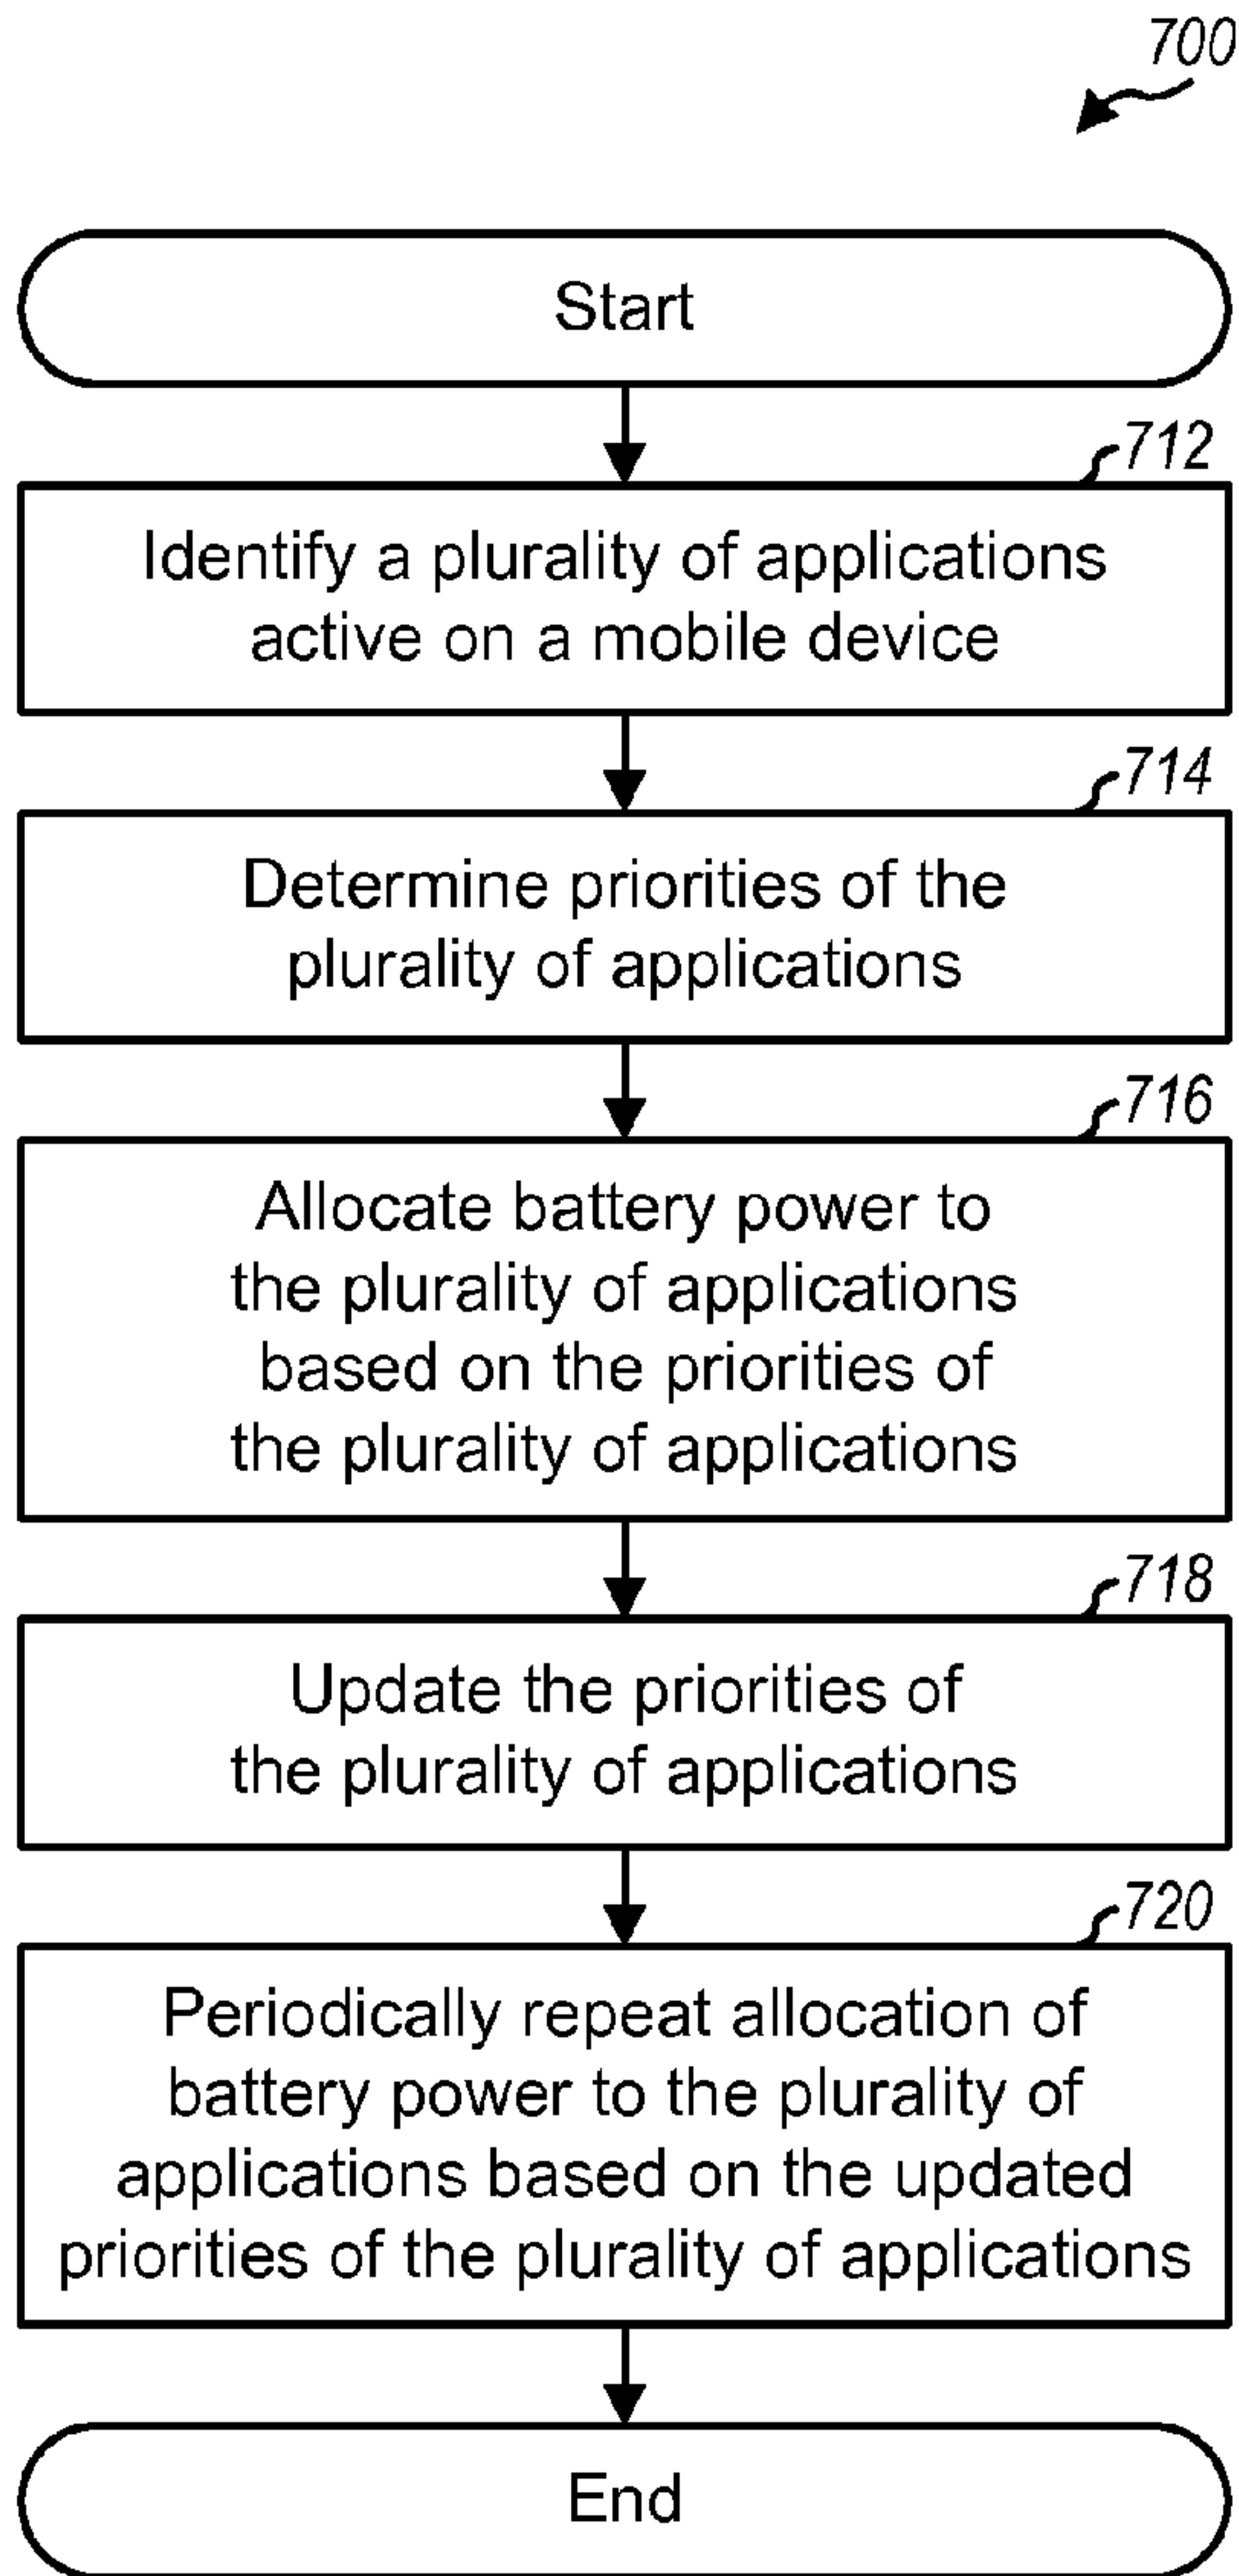 700
Start
712
Identify a plurality of applications
active on a mobile device
714
Determine priorities of the
plurality of applications
716
Allocate battery power to
the plurality of applications
based on the priorities of
the plurality of applications
718
Update the priorities of
the plurality of applications
720
Periodically repeat allocation of
battery power to the plurality of
applications based on the updated
priorities of the plurality of applications
End